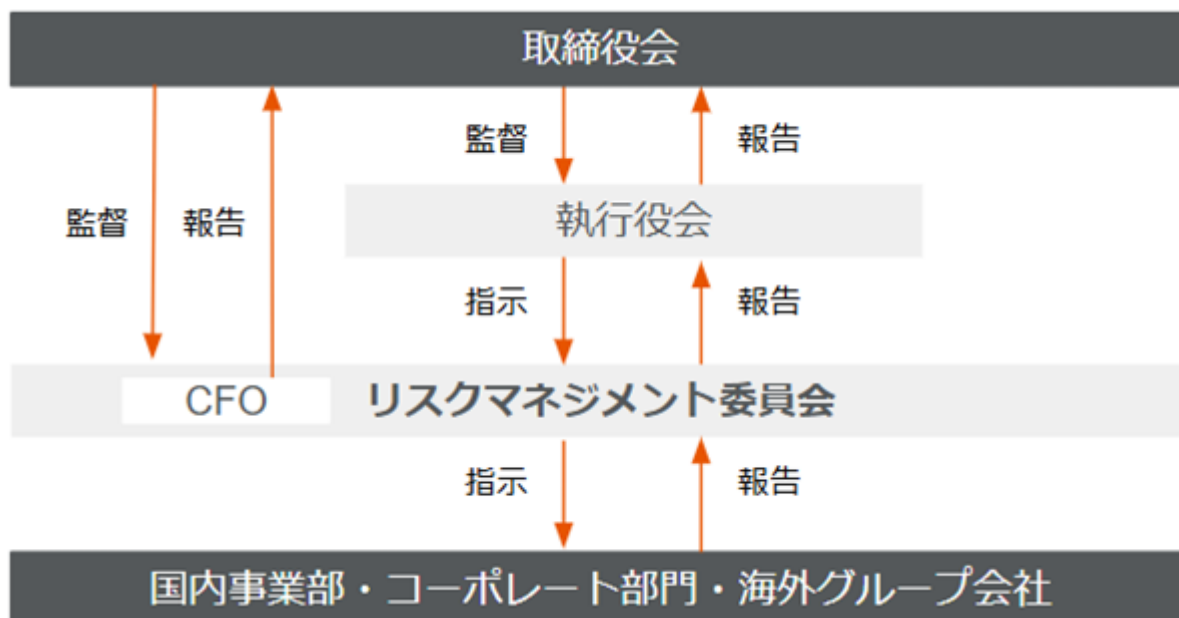 取締役会
監督
報告
監督
報告
執行役会
指示
報告
CFO
リスクマネジメント委員会
指示
報告
国内事業部・コーポレート部門・海外グループ会社